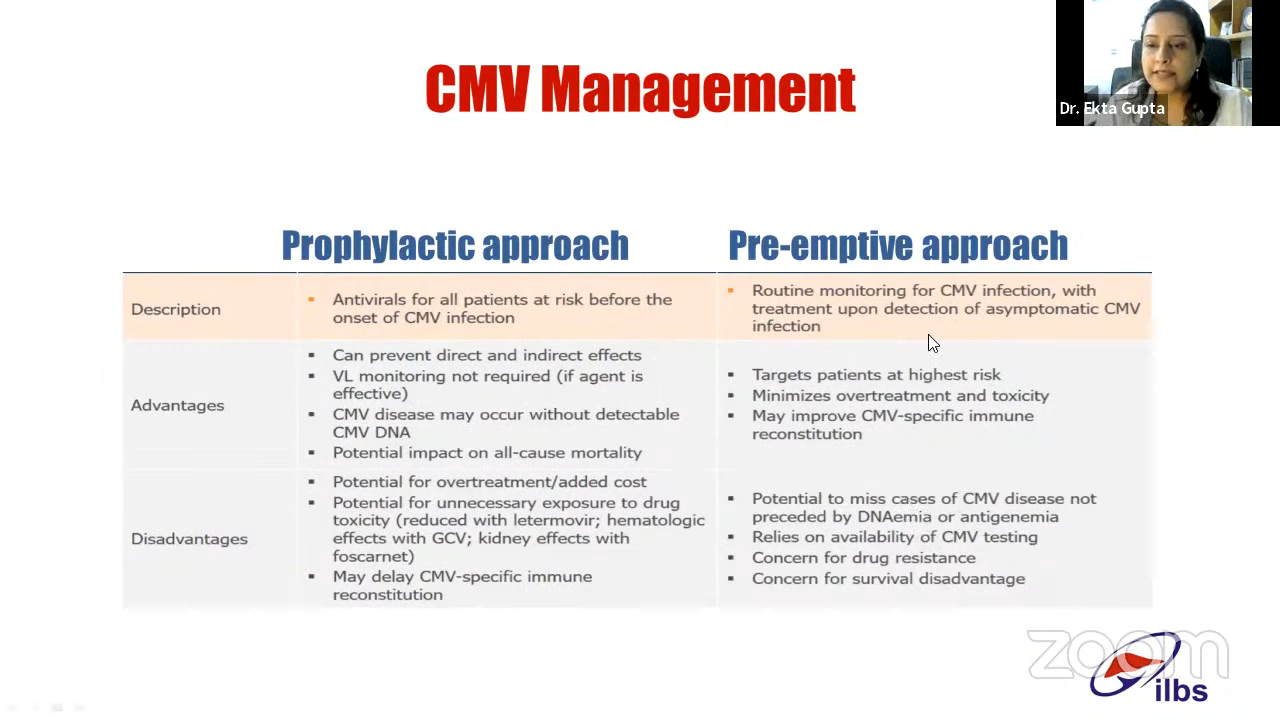 CMV Management
Dr. Ekta Gupta
Prophylactic approach
Pre-emptive approach
Description
▪ Antivirals for all patients at risk before the
onset of CMV infection
▪ Routine monitoring for CMV infection, with
treatment upon detection of asymptomatic CMV
infection
Advantages
▪ Can prevent direct and indirect effects
▪ VL monitoring not required (if agent is
effective)
▪ CMV disease may occur without detectable
CMV DNA
▪ Potential impact on all-cause mortality
▪ Targets patients at highest risk
▪ Minimizes overtreatment and toxicity
▪ May improve CMV-specific immune
reconstitution
Disadvantages
▪ Potential for overtreatment/added cost
▪ Potential for unnecessary exposure to drug
toxicity (reduced with letermovir; hematologic
effects with GCV; kidney effects with
foscarnet)
▪ May delay CMV-specific immune
reconstitution
▪ Potential to miss cases of CMV disease not
preceded by DNAemia or antigenemia
▪ Relies on availability of CMV testing
▪ Concern for drug resistance
▪ Concern for survival disadvantage
zoom
ilbs